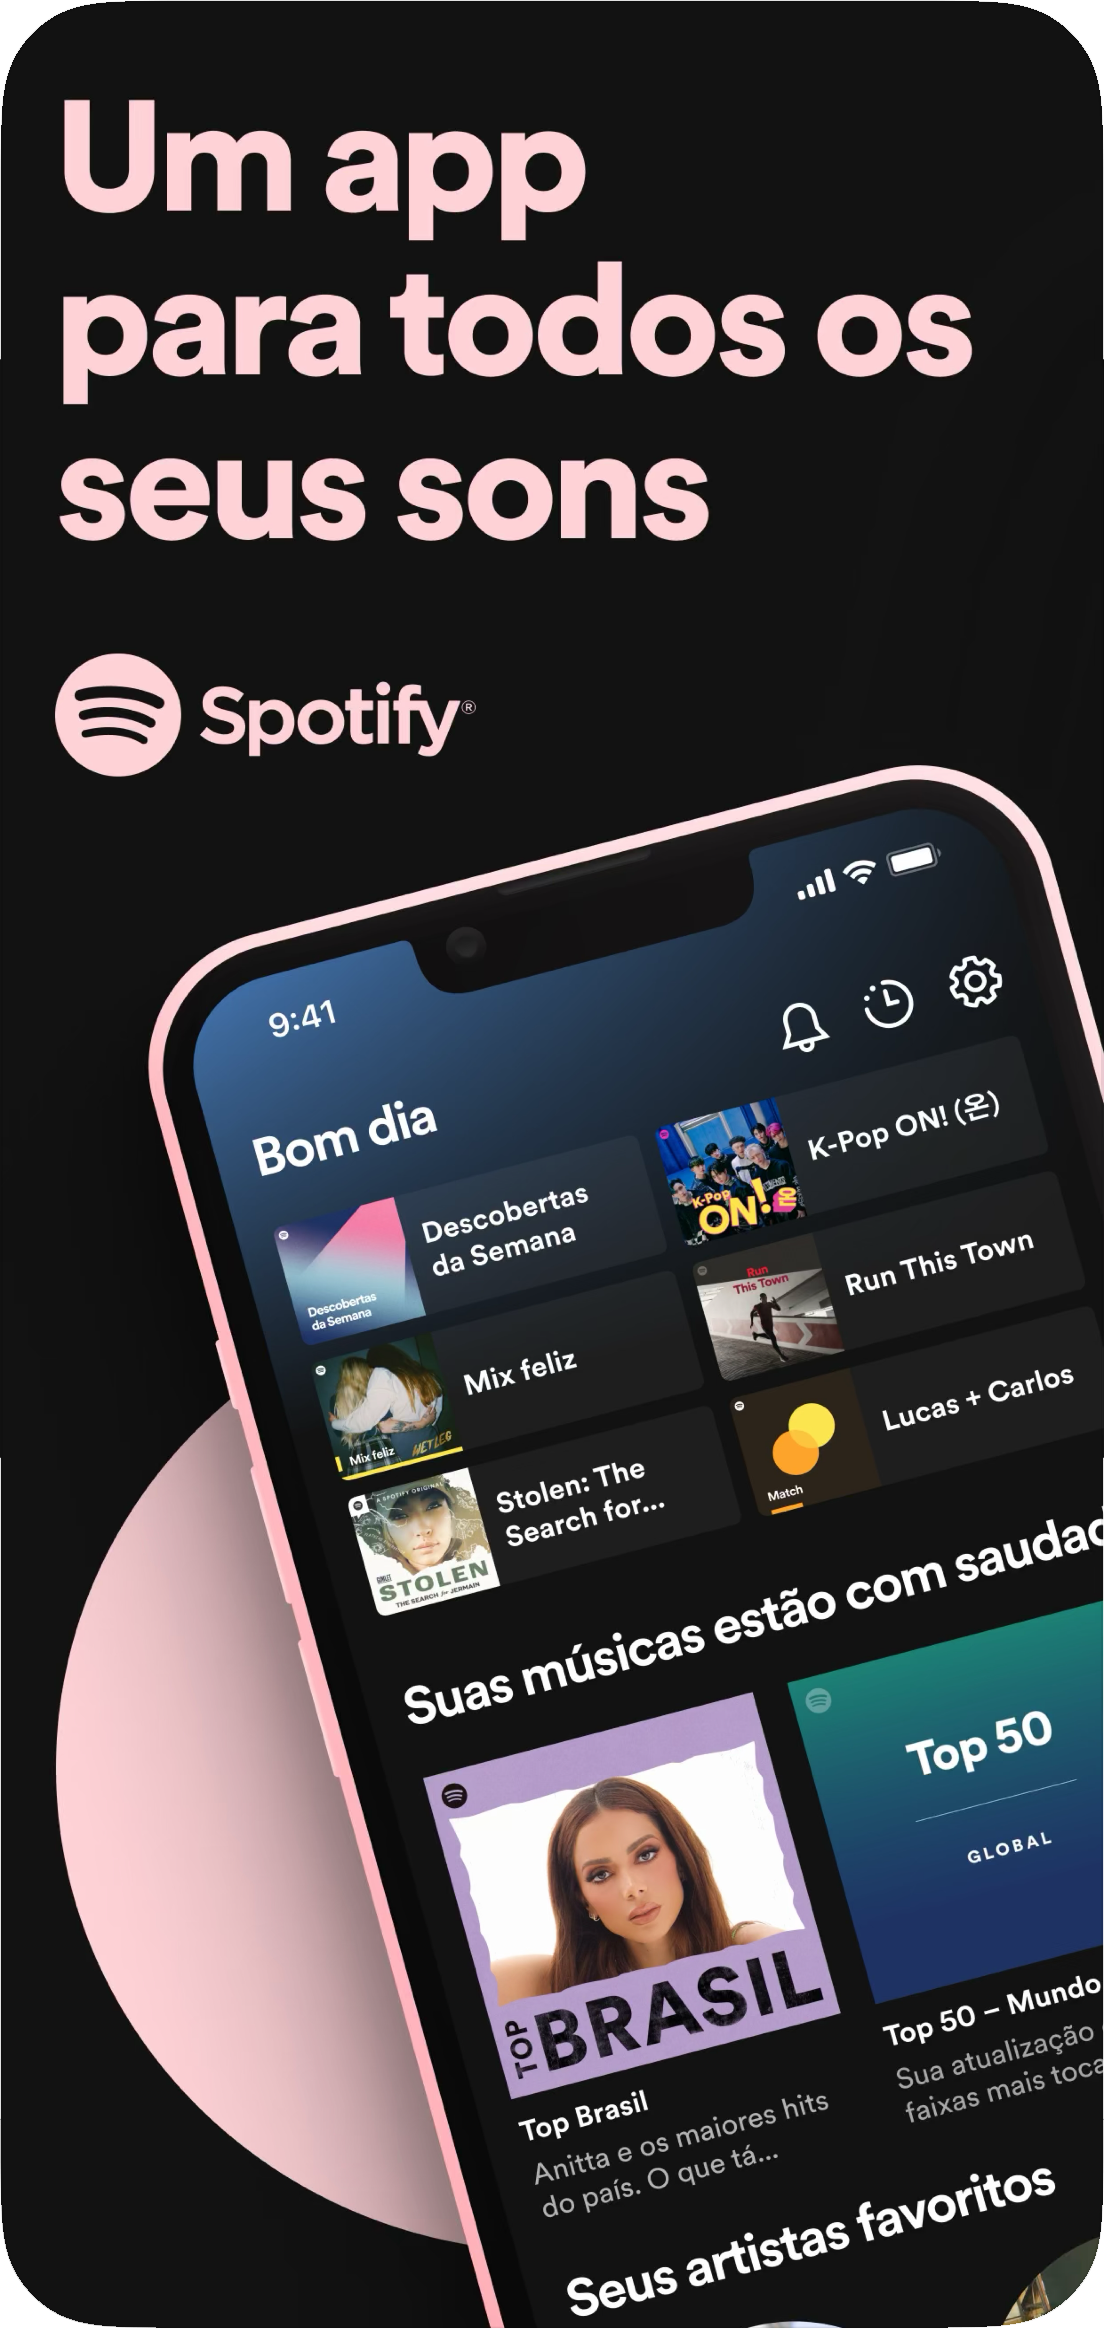 Um app
para todos os
seus sons
Spotify®
9:41
Bom dia
Descobertas
da Semana
Descobertas
da Semana
K-Pop
ON! 온
K-Pop ON! (온)
Mix feliz
Mix feliz
Run
This Town
Run This Town
A SPOTIFY ORIGINAL
GIMLET
STOLEN
THE SEARCH for JERMAIN
Stolen: The
Search for...
Match
Lucas + Carlos
Suas músicas estão com saudad
TOP
BRASIL
Top Brasil
Anitta e os maiores hits
do país. O que tá...
Top 50
GLOBAL
Top 50 – Mundo
Sua atualização
faixas mais toca
Seus artistas favoritos